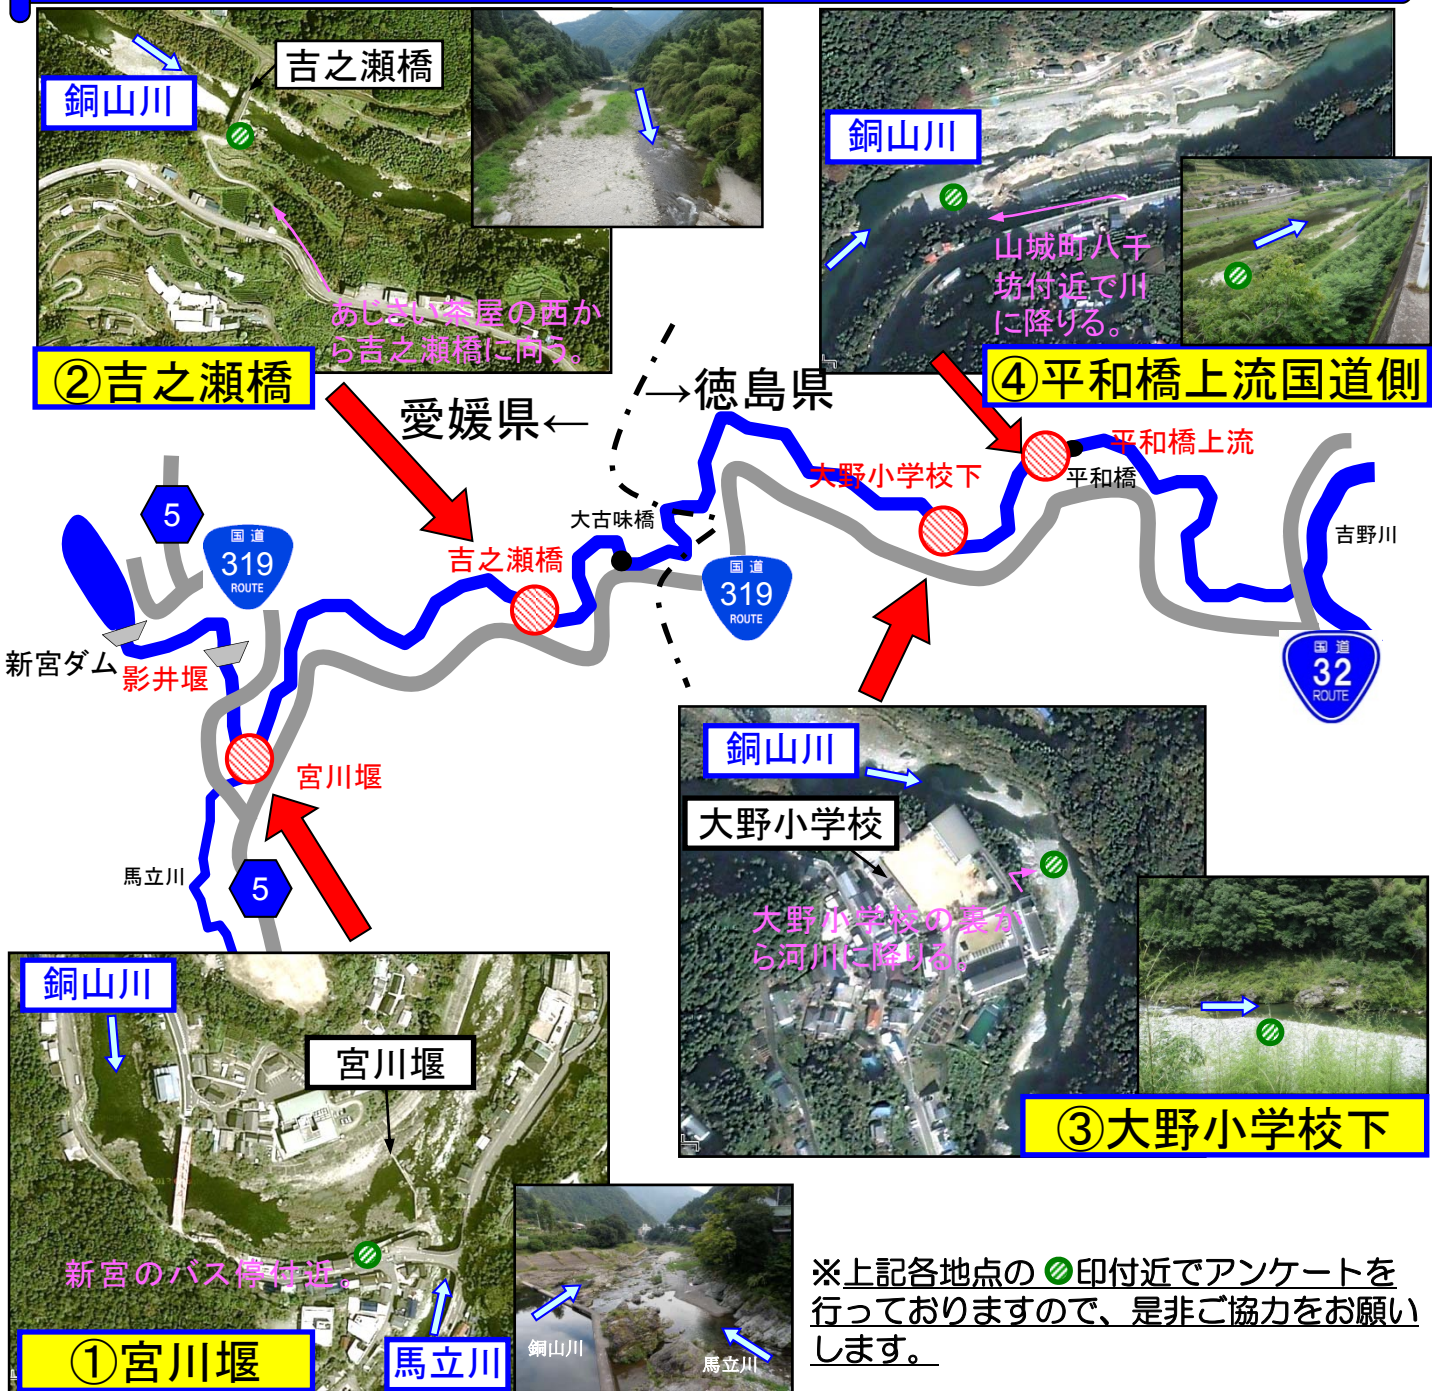 吉之瀬橋
銅山川
あじさい茶屋の西か
ら吉之瀬橋に向う。
②吉之瀬橋
銅山川
山城町八千
坊付近で川
に降りる。
④平和橋上流国道側
愛媛県←
→徳島県
平和橋上流
平和橋
大野小学校下
大古味橋
吉之瀬橋
吉野川
5
国道
319
ROUTE
国道
319
ROUTE
国道
32
ROUTE
新宮ダム
影井堰
宮川堰
馬立川
5
銅山川
大野小学校
大野小学校の裏か
ら河川に降りる。
③大野小学校下
銅山川
宮川堰
新宮のバス停付近。
①宮川堰
馬立川
銅山川
馬立川
※上記各地点の印付近でアンケートを
行っておりますので、是非ご協力をお願い
します。